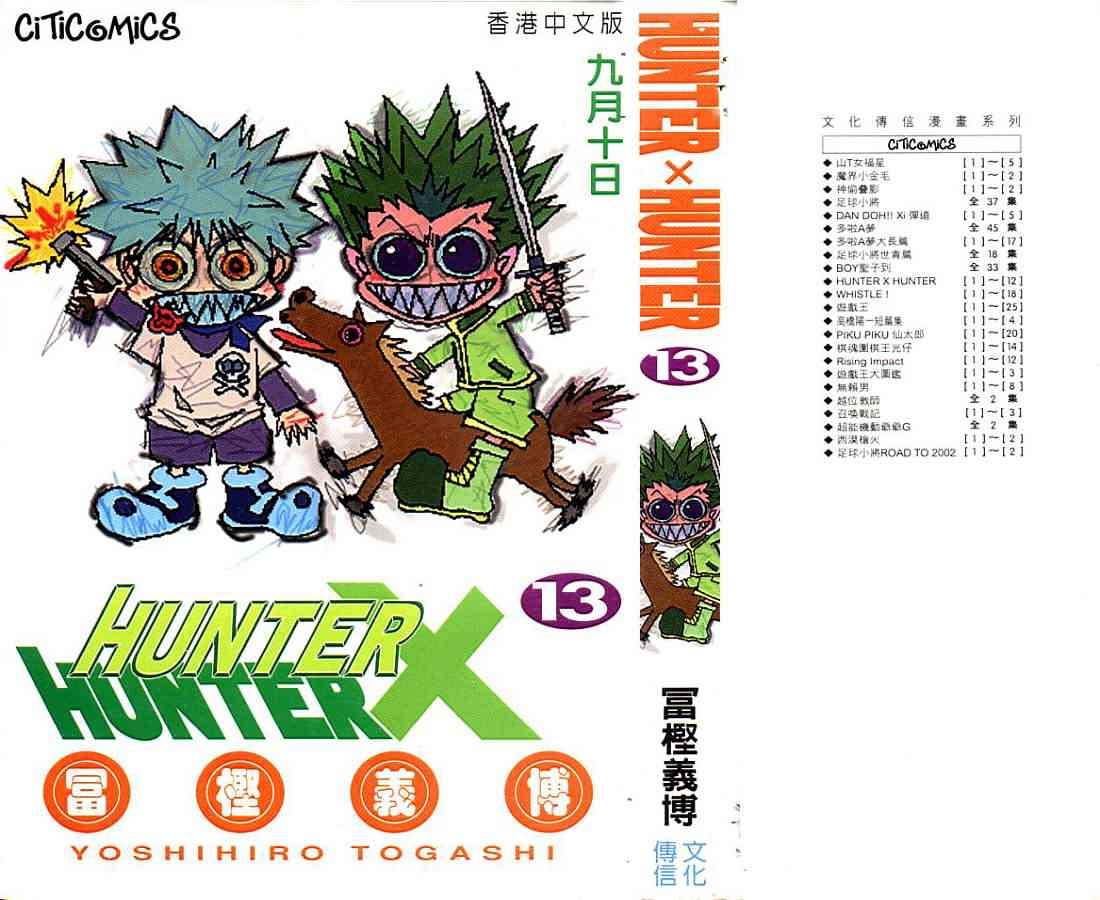 CiTiCOMiCS
香港中文版
九月十日
HUNTER
HUNTER X
13
冨樫義博
YOSHIHIRO TOGASHI
HUNTER×HUNTER
13
冨樫義博
文化
傳信
文化傳信漫畫系列
CiTiCOMiCS
◆ 山T女福星 [1]～[5]
◆ 魔界小金毛 [1]～[2]
◆ 神偷疊影 [1]～[2]
◆ 足球小將 全 37 集
◆ DAN DOH!! Xi 彈道 [1]～[5]
◆ 多啦A夢 全 45 集
◆ 多啦A夢大長篇 [1]～[17]
◆ 足球小將世青篇 全 18 集
◆ BOY聖子到 全 33 集
◆ HUNTER X HUNTER [1]～[12]
◆ WHISTLE！ [1]～[18]
◆ 遊戲王 [1]～[25]
◆ 高橋陽一短篇集 [1]～[4]
◆ PIKU PIKU 仙太郎 [1]～[20]
◆ 棋魂圍棋王光仔 [1]～[14]
◆ Rising Impact [1]～[12]
◆ 遊戲王大圖鑑 [1]～[3]
◆ 無賴男 [1]～[8]
◆ 越位教師 全 2 集
◆ 召喚戰記 [1]～[3]
◆ 超能機動爺爺G 全 2 集
◆ 西漠槍火 [1]～[2]
◆ 足球小將ROAD TO 2002 [1]～[2]